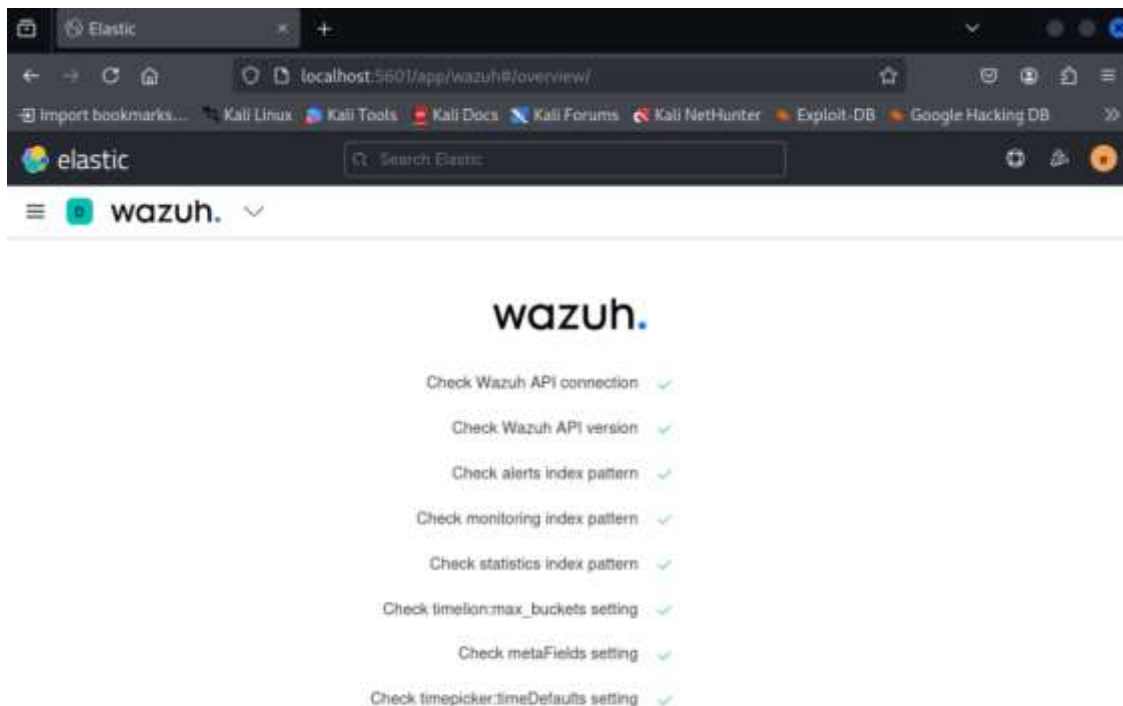 Elastic
localhost:5601/app/wazuh#/overview/
Import bookmarks... Kali Linux Kali Tools Kali Docs Kali Forums Kali NetHunter Exploit-DB Google Hacking DB
elastic Search Elastic
D wazuh.
wazuh.
Check Wazuh API connection
Check Wazuh API version
Check alerts index pattern
Check monitoring index pattern
Check statistics index pattern
Check timelion:max_buckets setting
Check metaFields setting
Check timepicker:timeDefaults setting